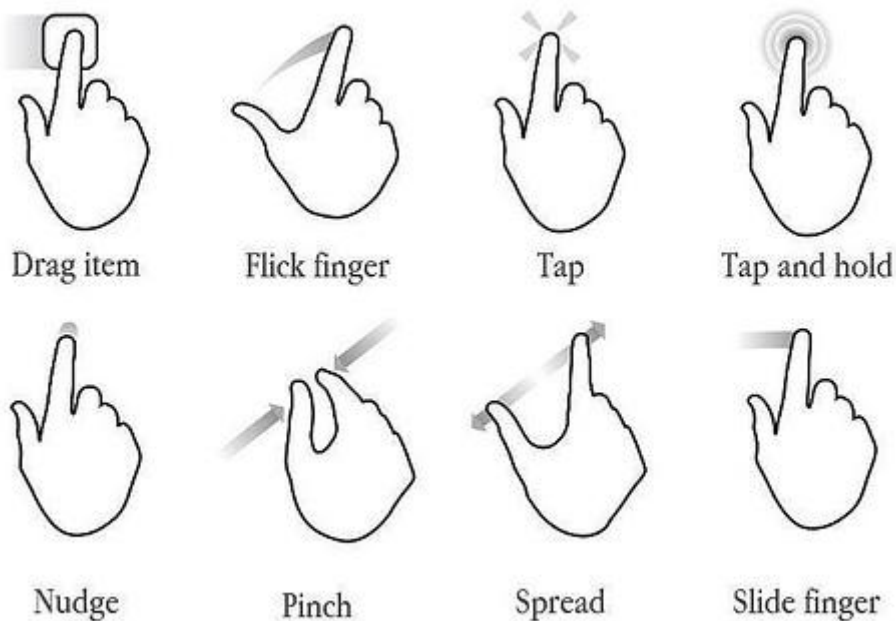 Drag item
Flick finger
Tap
Tap and hold
Nudge
Pinch
Spread
Slide finger